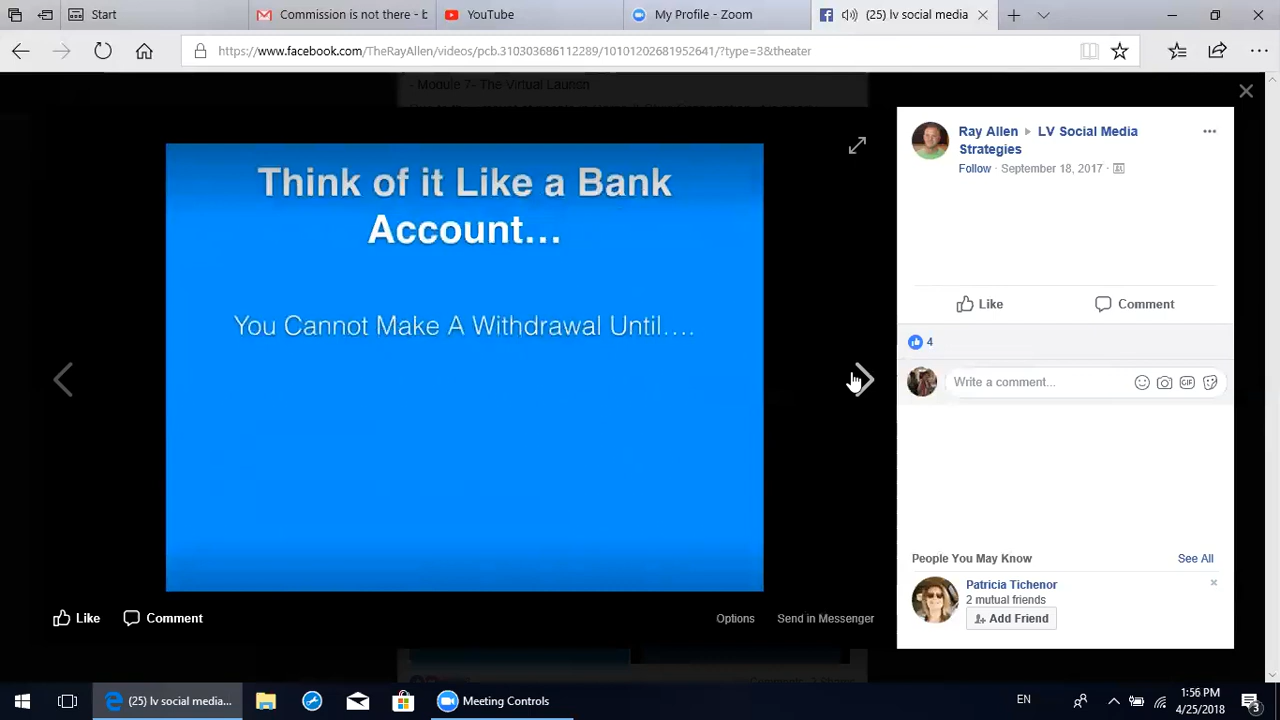 Start
Commission is not there - E
YouTube
My Profile - Zoom
(25) lv social media
https://www.facebook.com/TheRayAllen/videos/pcb.310303686112289/10101202681952641/?type=3&theater
- Module 7- The Virtual Launch
Think of it Like a Bank
Account...
You Cannot Make A Withdrawal Until....
Ray Allen
LV Social Media
Strategies
Follow · September 18, 2017 ·
Like
Comment
4
Write a comment...
GIF
People You May Know
See All
Patricia Tichenor
2 mutual friends
Add Friend
Like
Comment
Options
Send in Messenger
(25) lv social media...
Meeting Controls
EN
1:56 PM
4/25/2018
3